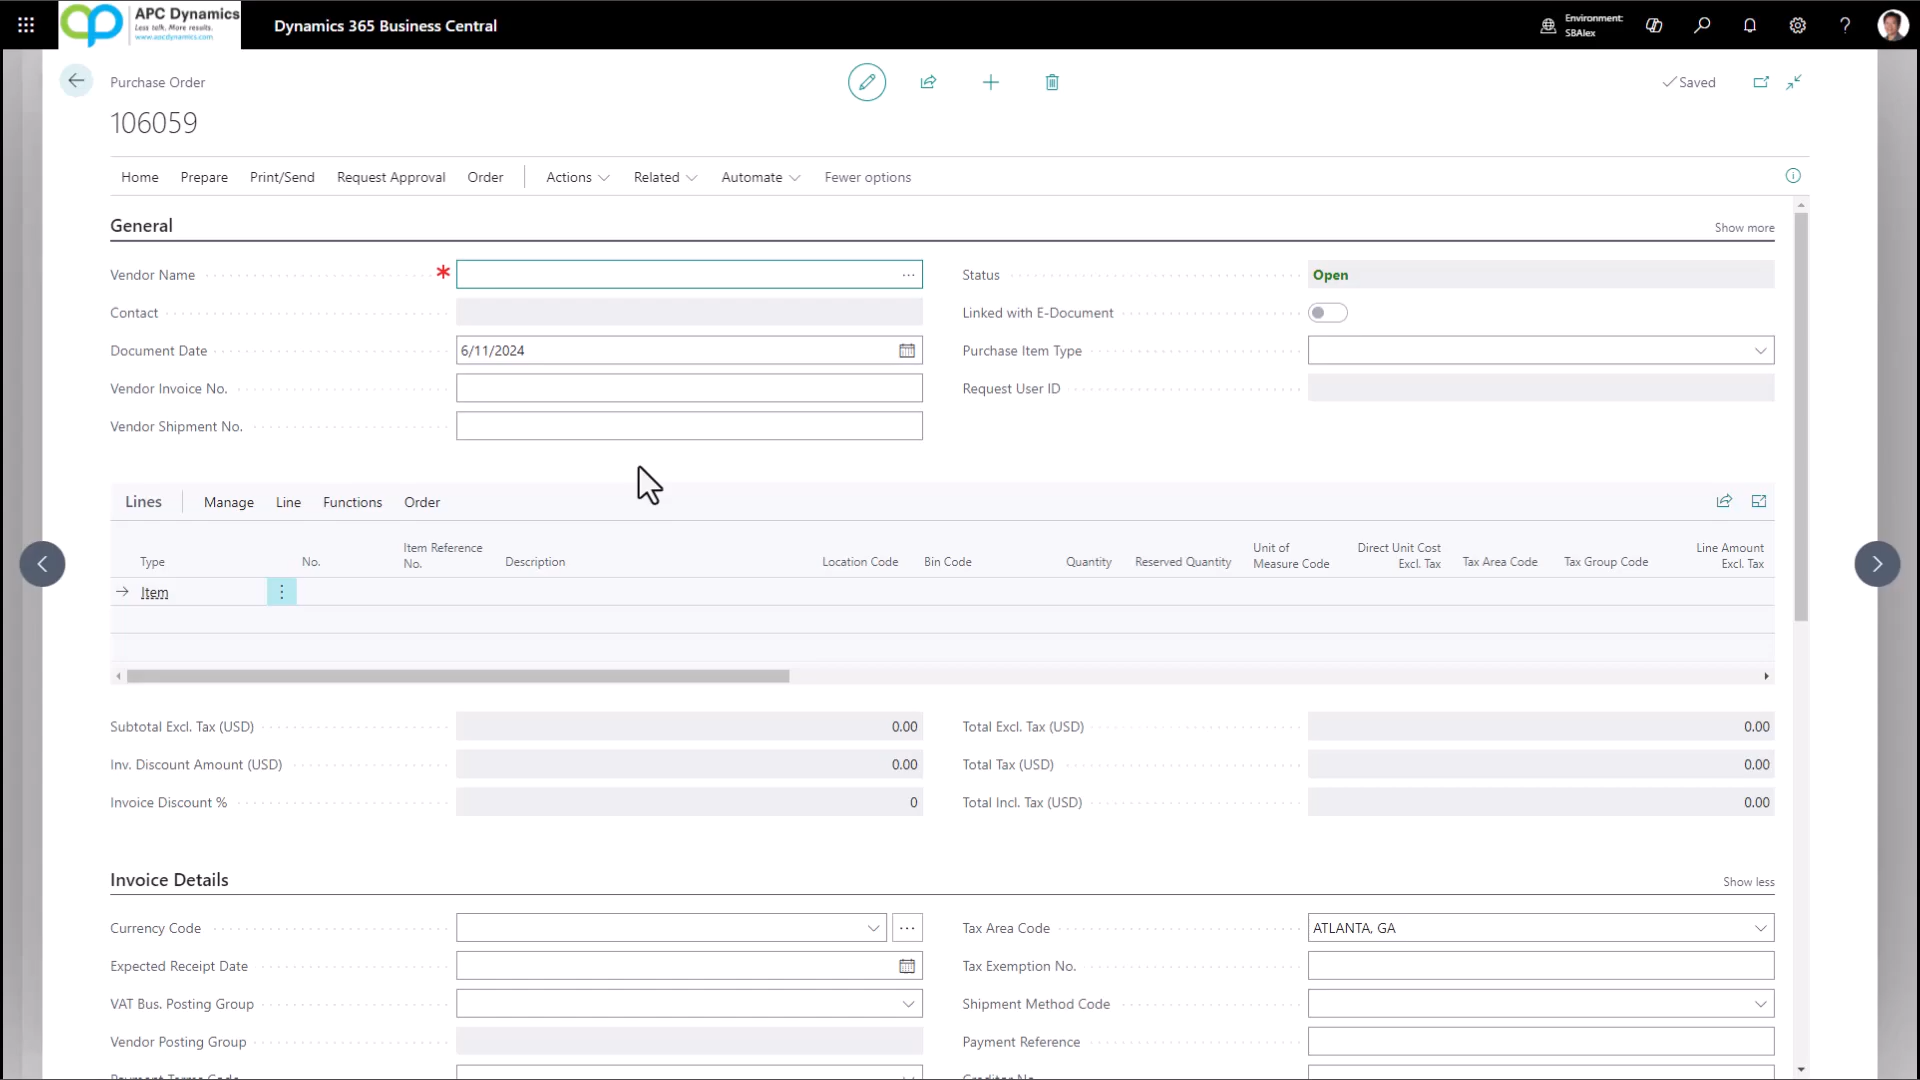 APC Dynamics
Less talk. More results.
www.apcdynamics.com
Dynamics 365 Business Central
Environment:
SBAlex
Purchase Order
Saved
106059
Home Prepare Print/Send Request Approval Order Actions Related Automate Fewer options
General
Show more
Vendor Name *
Status Open
Contact
Linked with E-Document
Document Date 6/11/2024
Purchase Item Type
Vendor Invoice No.
Request User ID
Vendor Shipment No.
Lines Manage Line Functions Order
Type No. Item Reference No. Description Location Code Bin Code Quantity Reserved Quantity Unit of Measure Code Direct Unit Cost Excl. Tax Tax Area Code Tax Group Code Line Amount Excl. Tax
Item
Subtotal Excl. Tax (USD) 0.00
Total Excl. Tax (USD) 0.00
Inv. Discount Amount (USD) 0.00
Total Tax (USD) 0.00
Invoice Discount % 0
Total Incl. Tax (USD) 0.00
Invoice Details
Show less
Currency Code
Tax Area Code ATLANTA, GA
Expected Receipt Date
Tax Exemption No.
VAT Bus. Posting Group
Shipment Method Code
Vendor Posting Group
Payment Reference
Payment Terms Code
Creditor No.